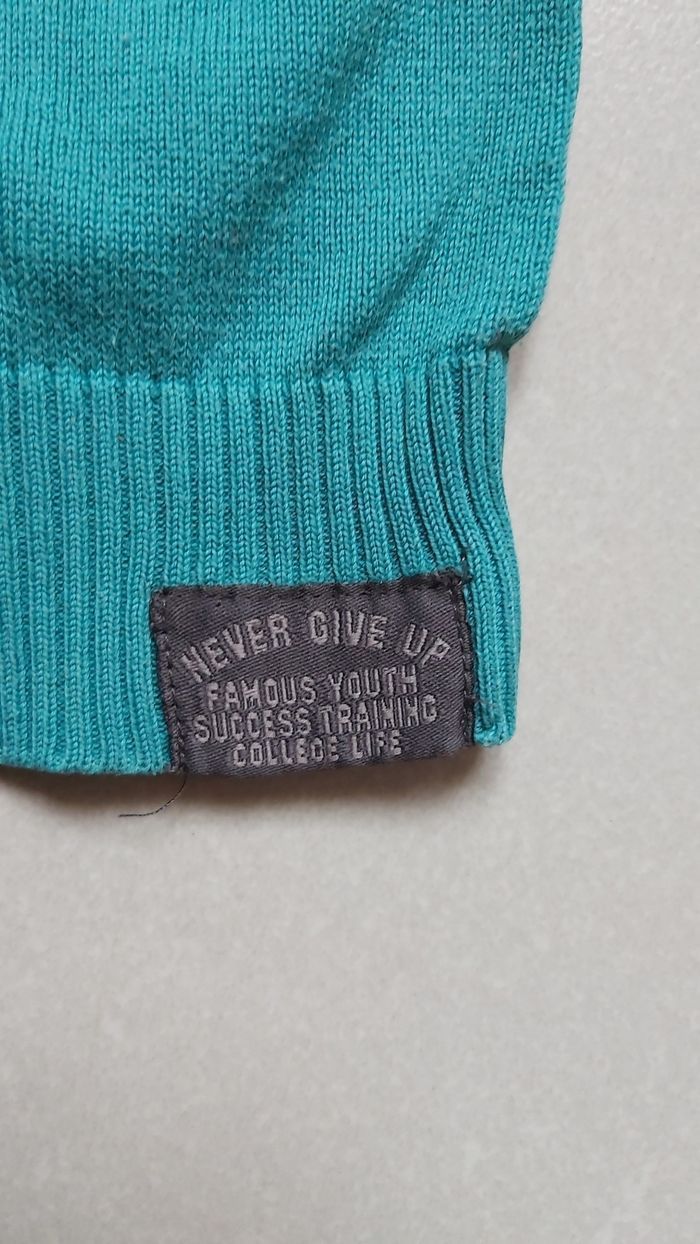 NEVER GIVE UP
FAMOUS YOUTH
SUCCESS TRAINING
COLLEGE LIFE